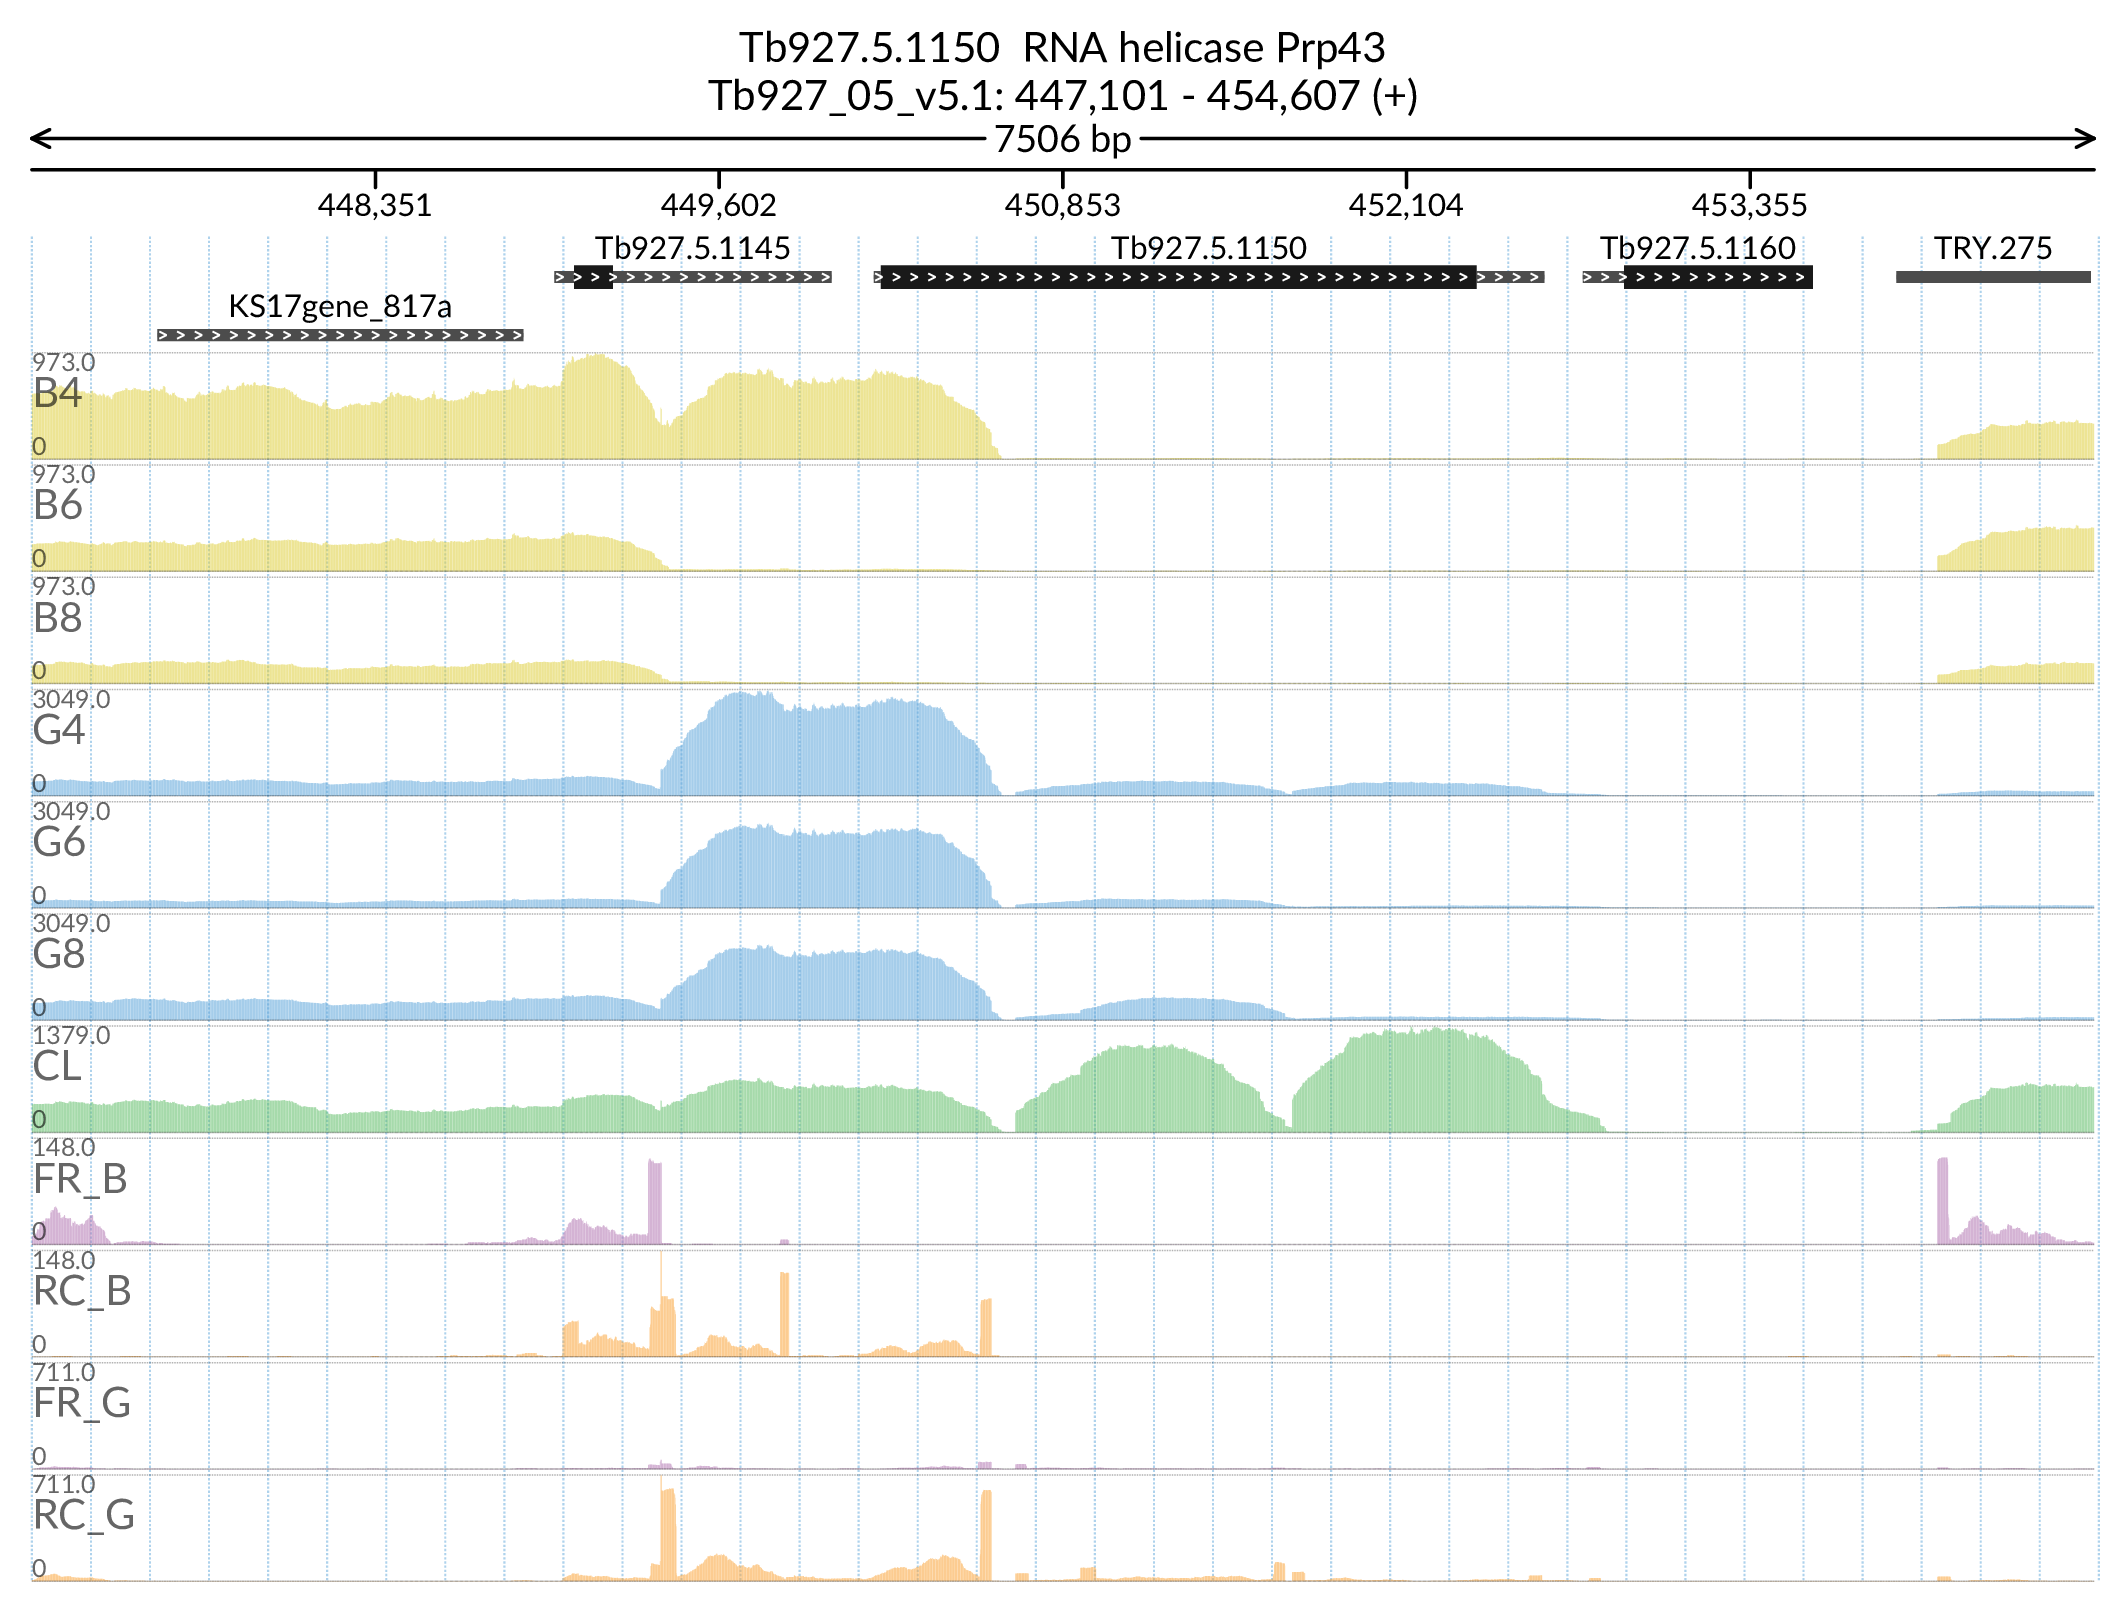 Tb927.5.1150  RNA helicase Prp43
Tb927_05_v5.1: 447,101 - 454,607 (+)
7506 bp
448,351 449,602 450,853 452,104 453,355
Tb927.5.1145 Tb927.5.1150 Tb927.5.1160 TRY.275
KS17gene_817a
973.0
B4
0
973.0
B6
0
973.0
B8
0
3049.0
G4
0
3049.0
G6
0
3049.0
G8
0
1379.0
CL
0
148.0
FR_B
0
148.0
RC_B
0
711.0
FR_G
0
711.0
RC_G
0